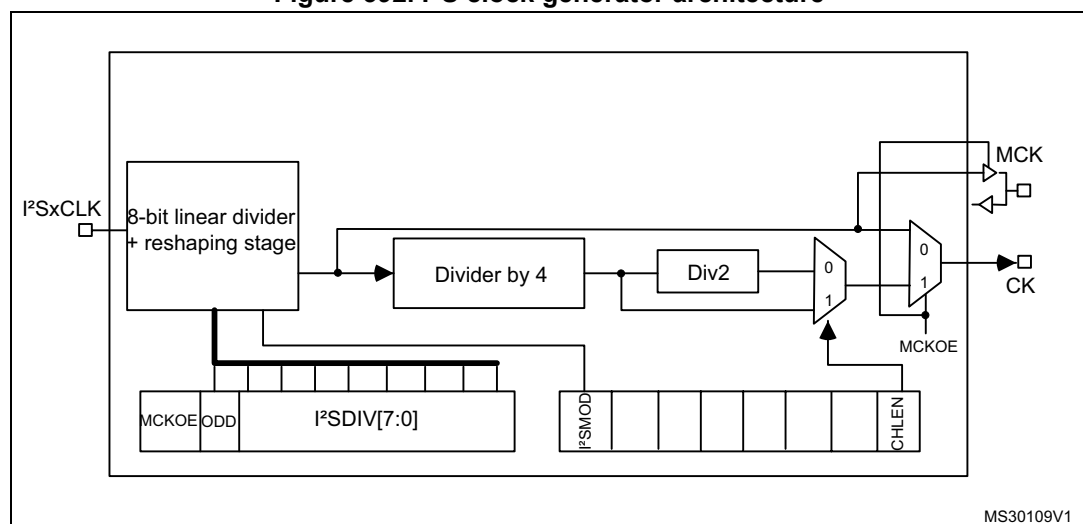 MCK
I²SxCLK
8-bit linear divider
+ reshaping stage
Divider by 4
Div2
0
1
0
1
CK
MCKOE
MCKOE
ODD
I²SDIV[7:0]
I²SMOD
CHLEN
MS30109V1